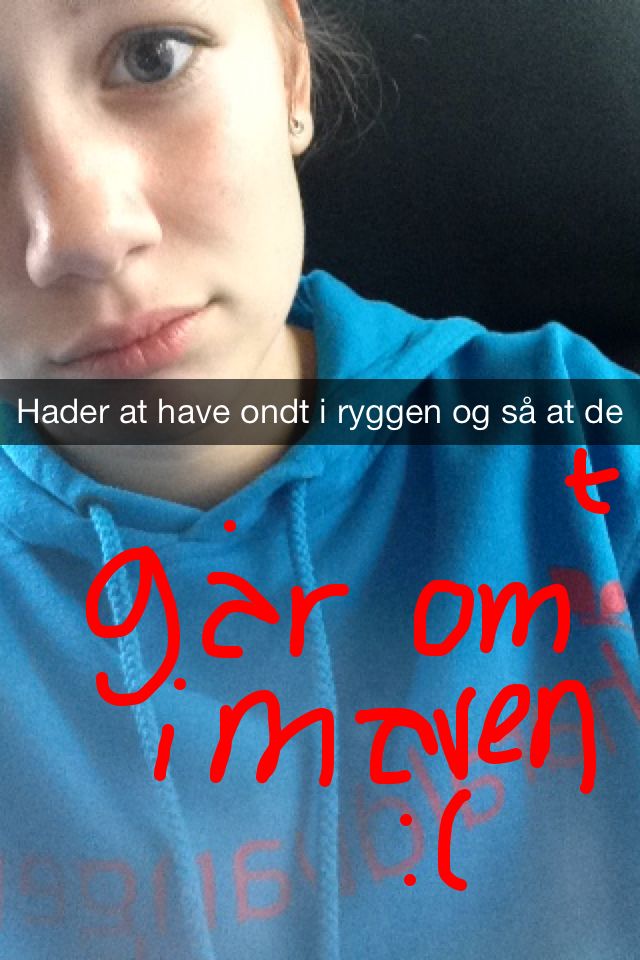 Hader at have ondt i ryggen og så at de
t
går om
i maven
:(